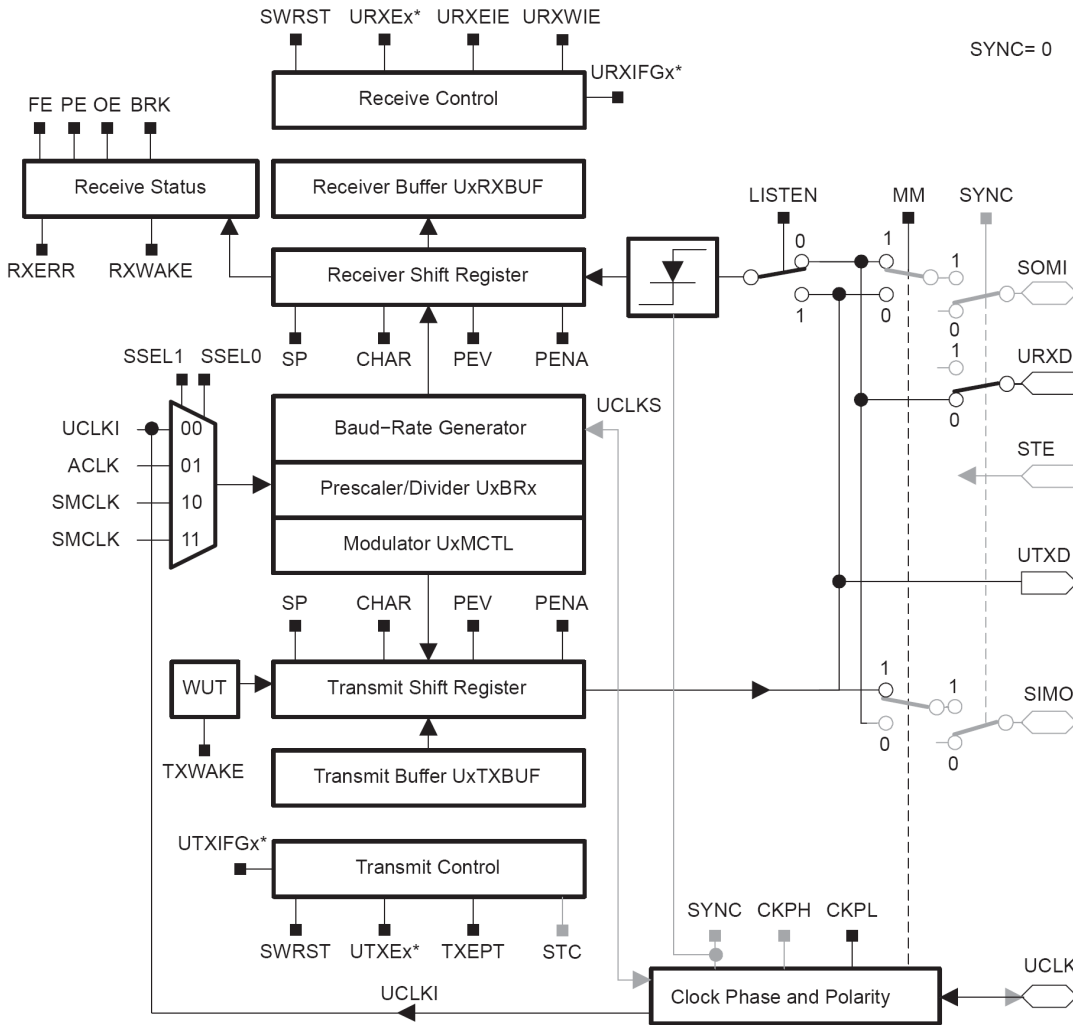 SWRST URXEx* URXEIE URXWIE
SYNC= 0
URXIFGx*
Receive Control
FE PE OE BRK
Receive Status
Receiver Buffer UxRXBUF
LISTEN MM SYNC
0 1
1
RXERR RXWAKE
Receiver Shift Register
SOMI
1 0
0
SP CHAR PEV PENA
1
SSEL1 SSEL0
URXD
UCLKS
0
UCLKI 00
Baud−Rate Generator
STE
ACLK 01
SMCLK 10
Prescaler/Divider UxBRx
SMCLK 11
Modulator UxMCTL
UTXD
SP CHAR PEV PENA
WUT
Transmit Shift Register
1
1
SIMO
0
0
TXWAKE
Transmit Buffer UxTXBUF
UTXIFGx*
Transmit Control
SYNC CKPH CKPL
SWRST UTXEx* TXEPT STC
UCLK
UCLKI
Clock Phase and Polarity